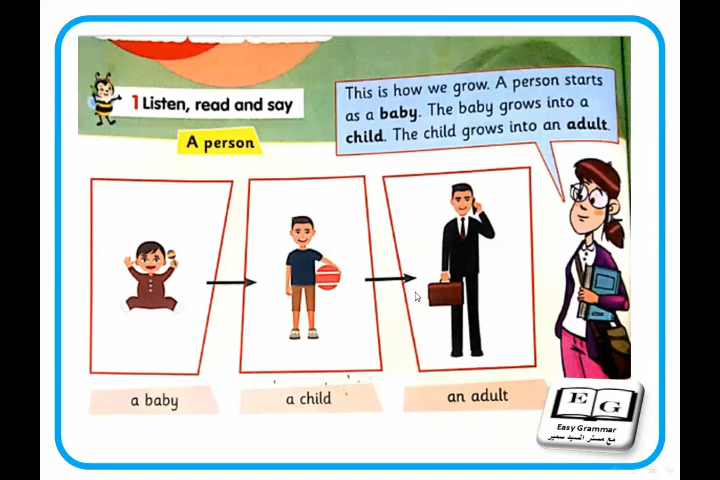 1 Listen, read and say
This is how we grow. A person starts
as a baby. The baby grows into a
child. The child grows into an adult.
A person
a baby
a child
an adult
E G
Easy Grammar
مع مستر السيد سمير